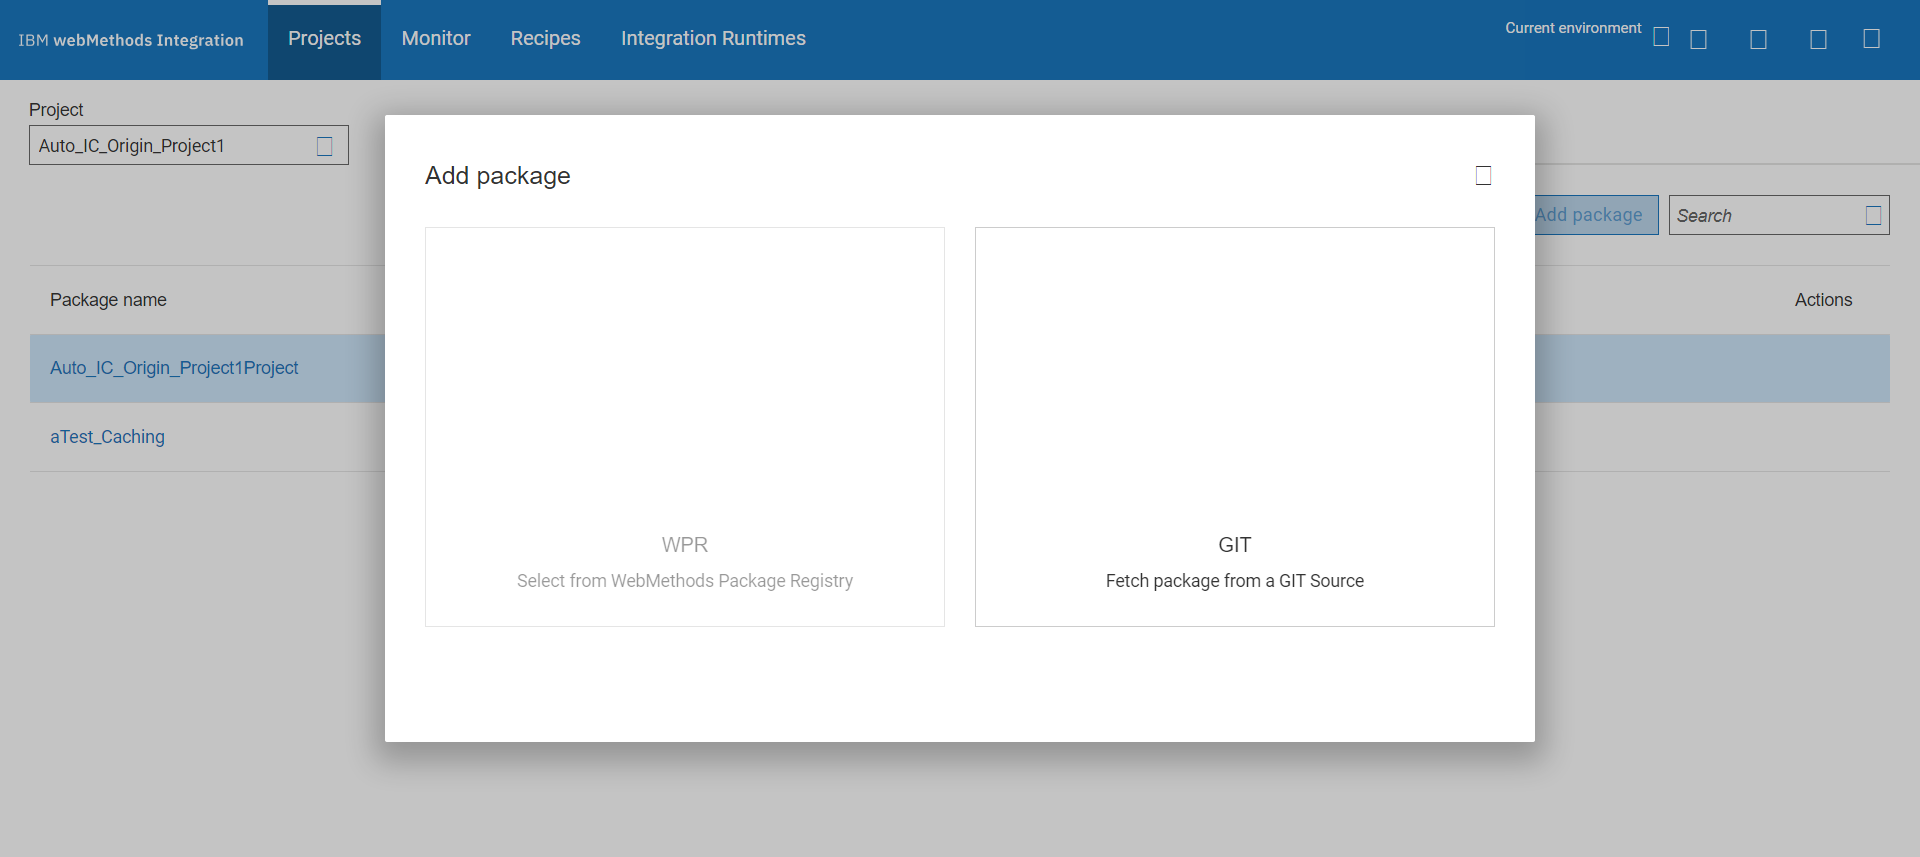 IBM webMethods Integration
Projects
Monitor
Recipes
Integration Runtimes
Current environment
Project
Auto_IC_Origin_Project1
Add package
Add package
Search
Package name
Actions
Auto_IC_Origin_Project1Project
aTest_Caching
WPR
Select from WebMethods Package Registry
GIT
Fetch package from a GIT Source